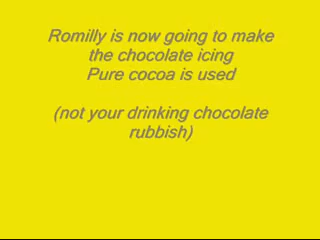 Romilly is now going to make
the chocolate icing
Pure cocoa is used
(not your drinking chocolate
rubbish)